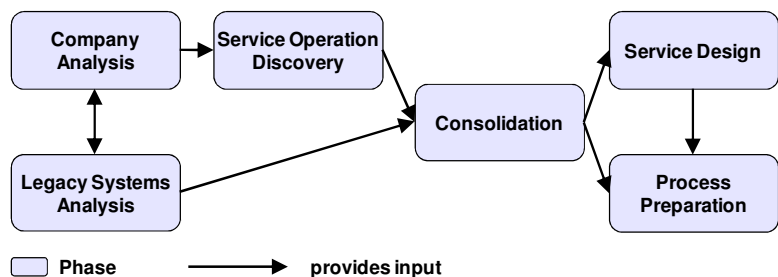 Company
Analysis
Service Operation
Discovery
Service Design
Consolidation
Legacy Systems
Analysis
Process
Preparation
Phase
provides input